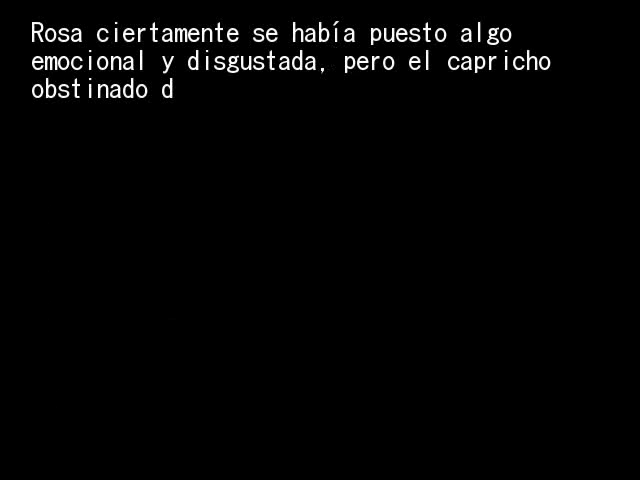 Rosa ciertamente se había puesto algo
emocional y disgustada, pero el capricho
obstinado d